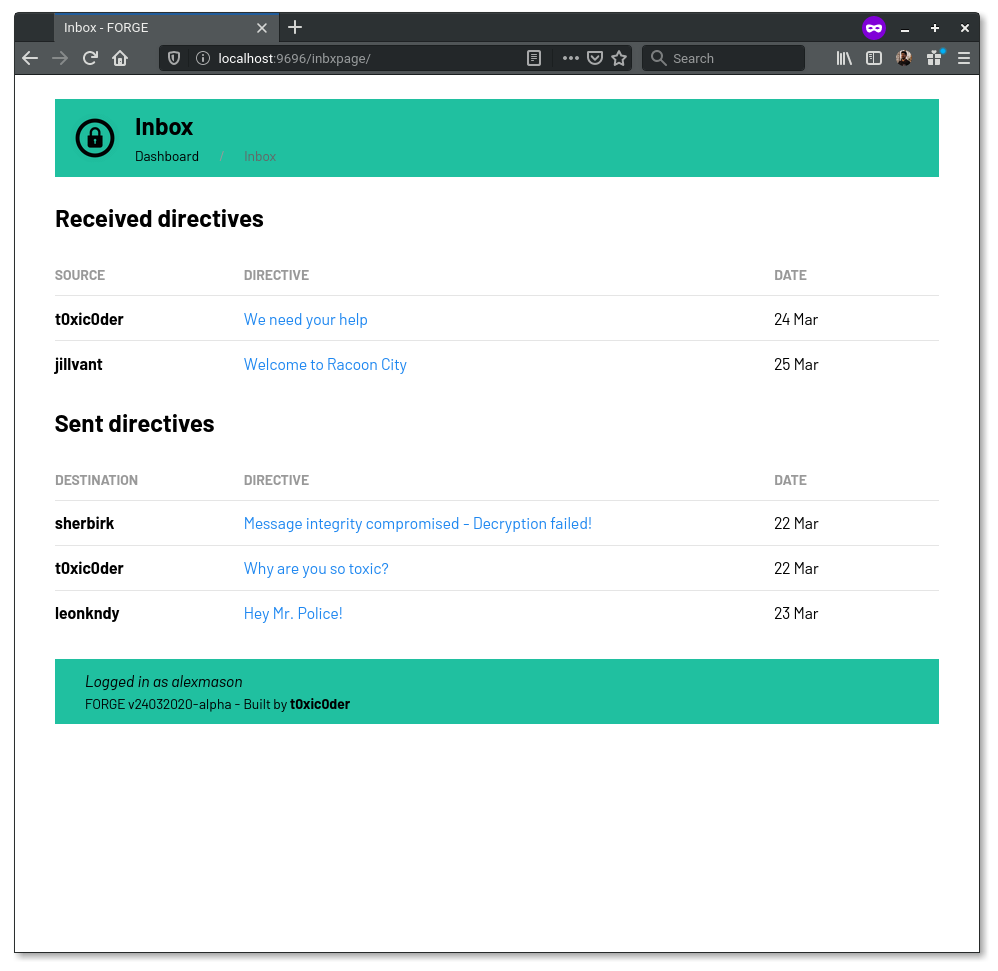 Inbox - FORGE
localhost:9696/inbxpage/
Search
Inbox
Dashboard / Inbox
Received directives
SOURCE DIRECTIVE DATE
t0xic0der We need your help 24 Mar
jillvant Welcome to Racoon City 25 Mar
Sent directives
DESTINATION DIRECTIVE DATE
sherbirk Message integrity compromised - Decryption failed! 22 Mar
t0xic0der Why are you so toxic? 22 Mar
leonkndy Hey Mr. Police! 23 Mar
Logged in as alexmason
FORGE v24032020-alpha - Built by t0xic0der